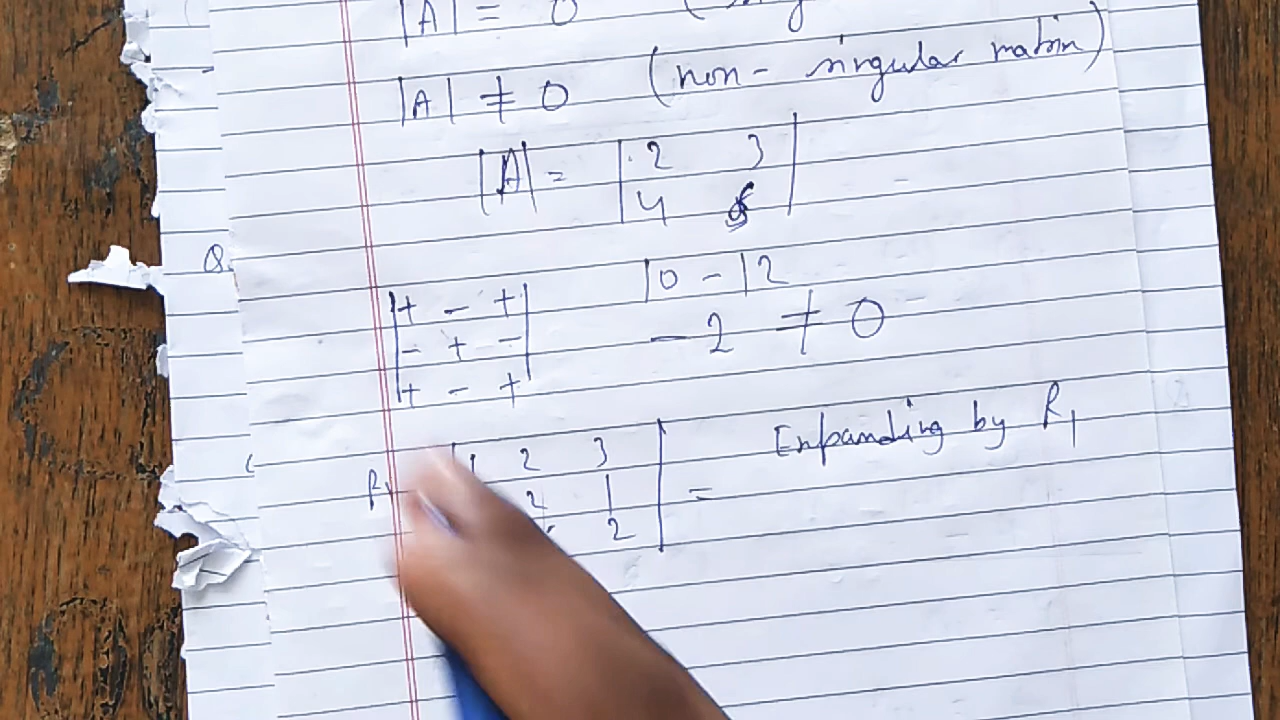 |A| = 0 (
|A| ≠ 0 (non - singular matrix)
|A| = | 2 3 |
| 4 5 |
Q.
10 - 12
| + - + |
- 2 ≠ 0
| - + - |
| + - + |
Expanding by R1
| 1 2 3 |
2 1 | =
2 |